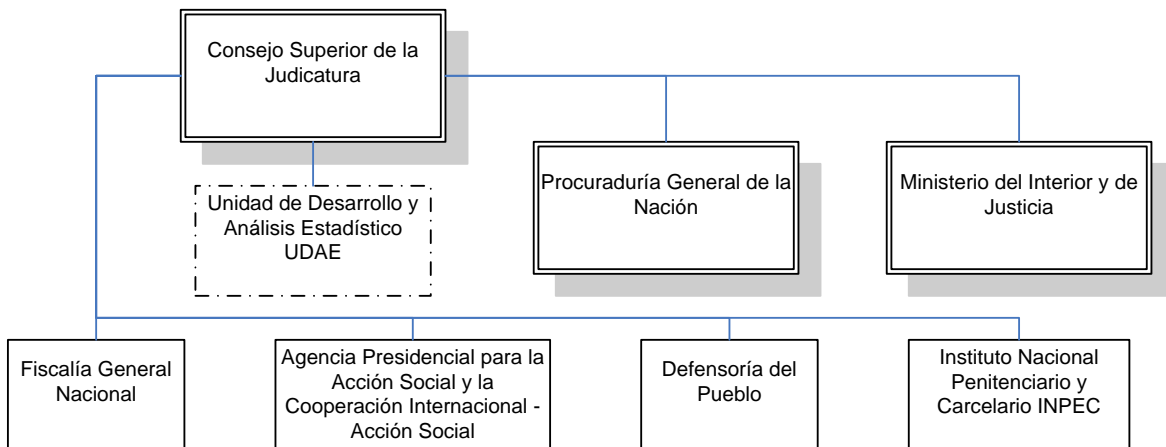 Consejo Superior de la
Judicatura
Procuraduría General de la
Nación
Ministerio del Interior y de
Justicia
Unidad de Desarrollo y
Análisis Estadístico
UDAE
Fiscalía General
Nacional
Agencia Presidencial para la
Acción Social y la
Cooperación Internacional -
Acción Social
Defensoría del
Pueblo
Instituto Nacional
Penitenciario y
Carcelario INPEC